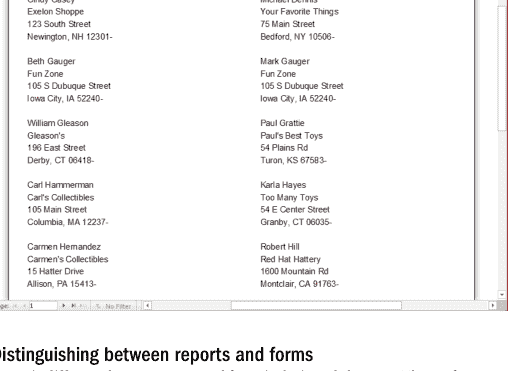 Cindy Casey
Exelon Shoppe
123 South Street
Newington, NH 12301-
Michael Dennis
Your Favorite Things
75 Main Street
Bedford, NY 10506-
Beth Gauger
Fun Zone
105 S Dubuque Street
Iowa City, IA 52240-
Mark Gauger
Fun Zone
105 S Dubuque Street
Iowa City, IA 52240-
William Gleason
Gleason's
196 East Street
Derby, CT 06418-
Paul Grattie
Paul's Best Toys
54 Plains Rd
Turon, KS 67583-
Carl Hammerman
Carl's Collectibles
105 Main Street
Columbia, MA 12237-
Karla Hayes
Too Many Toys
54 E Center Street
Granby, CT 06035-
Carmen Hernandez
Carmen's Collectibles
15 Hatter Drive
Allison, PA 15413-
Robert Hill
Red Hat Hattery
1600 Mountain Rd
Montclair, CA 91763-
1
No Filter
Distinguishing between reports and forms